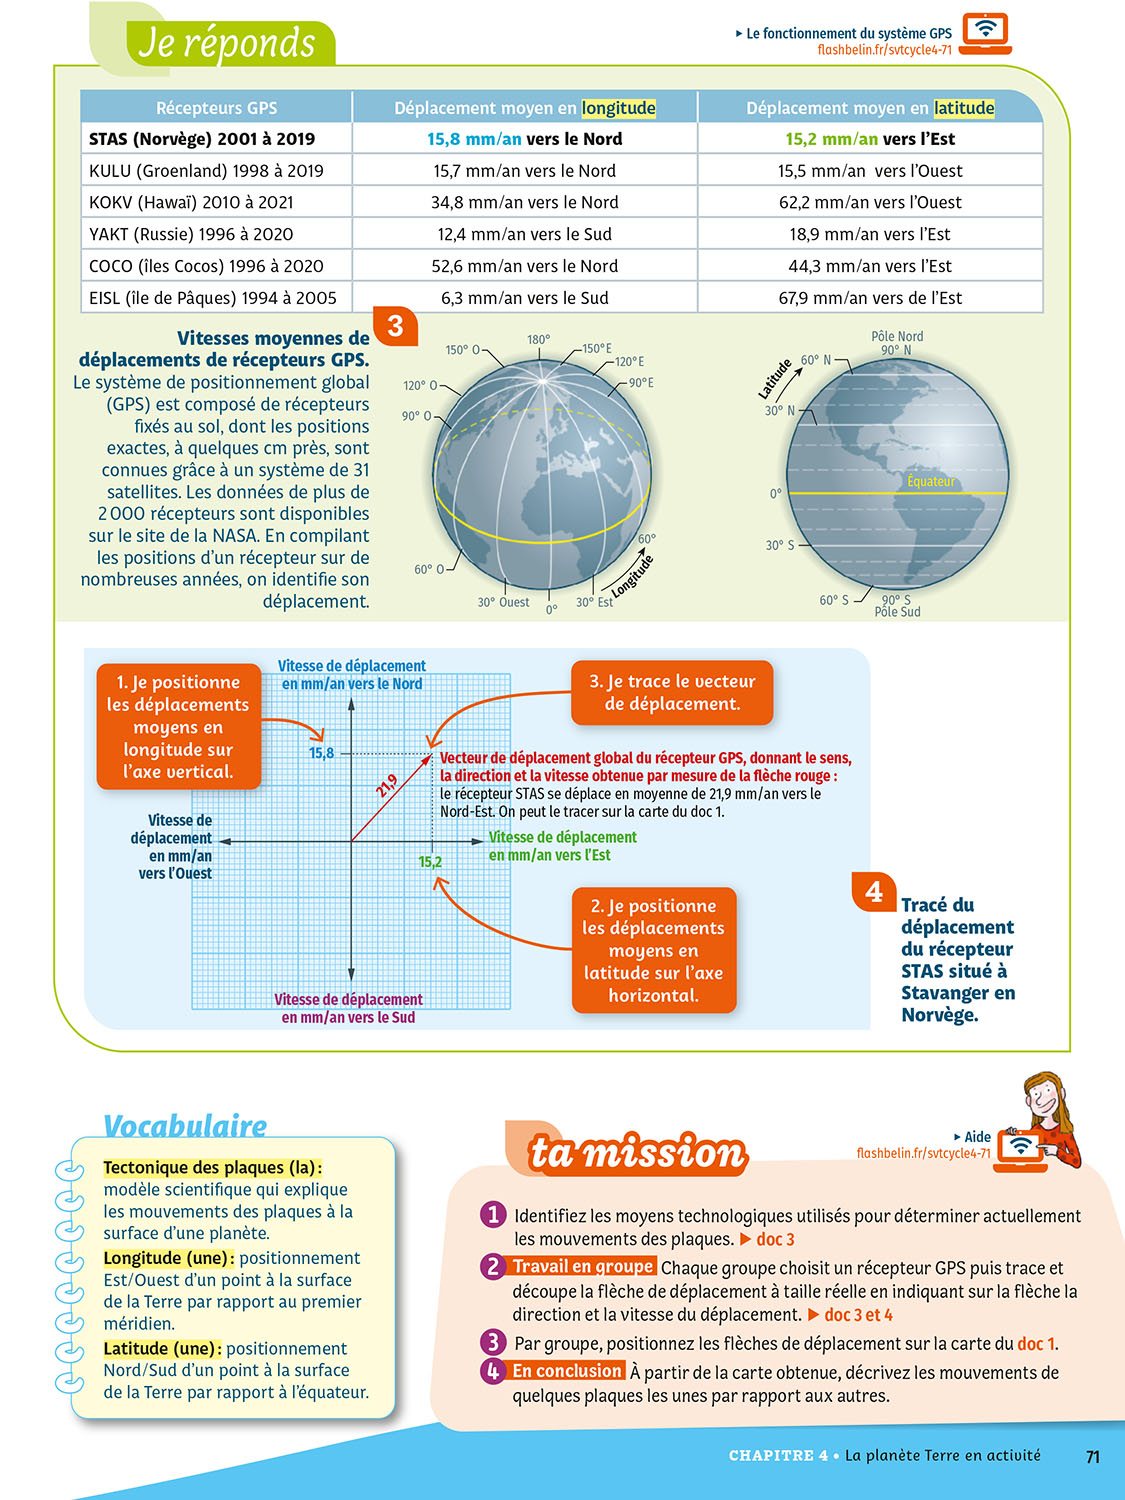 Je réponds
▶ Le fonctionnement du système GPS
flashbelin.fr/svtcycle4-71
Récepteurs GPS Déplacement moyen en longitude Déplacement moyen en latitude
STAS (Norvège) 2001 à 2019 15,8 mm/an vers le Nord 15,2 mm/an vers l'Est
KULU (Groenland) 1998 à 2019 15,7 mm/an vers le Nord 15,5 mm/an vers l'Ouest
KOKV (Hawaï) 2010 à 2021 34,8 mm/an vers le Nord 62,2 mm/an vers l'Ouest
YAKT (Russie) 1996 à 2020 12,4 mm/an vers le Sud 18,9 mm/an vers l'Est
COCO (îles Cocos) 1996 à 2020 52,6 mm/an vers le Nord 44,3 mm/an vers l'Est
EISL (île de Pâques) 1994 à 2005 6,3 mm/an vers le Sud 67,9 mm/an vers de l'Est
3
Vitesses moyennes de
déplacements de récepteurs GPS.
Le système de positionnement global
(GPS) est composé de récepteurs
fixés au sol, dont les positions
exactes, à quelques cm près, sont
connues grâce à un système de 31
satellites. Les données de plus de
2 000 récepteurs sont disponibles
sur le site de la NASA. En compilant
les positions d'un récepteur sur de
nombreuses années, on identifie son
déplacement.
180°
150° O
150°E
120°E
120° O
90°E
90° O
60°
60° O
Longitude
30° Ouest
0°
30° Est
Pôle Nord
90° N
60° N
Latitude
30° N
Équateur
0°
30° S
60° S
90° S
Pôle Sud
1. Je positionne
les déplacements
moyens en
longitude sur
l'axe vertical.
Vitesse de déplacement
en mm/an vers le Nord
3. Je trace le vecteur
de déplacement.
15,8
21,9
Vecteur de déplacement global du récepteur GPS, donnant le sens,
la direction et la vitesse obtenue par mesure de la flèche rouge :
le récepteur STAS se déplace en moyenne de 21,9 mm/an vers le
Nord-Est. On peut le tracer sur la carte du doc 1.
Vitesse de
déplacement
en mm/an
vers l'Ouest
Vitesse de déplacement
en mm/an vers l'Est
15,2
2. Je positionne
les déplacements
moyens en
latitude sur l'axe
horizontal.
Vitesse de déplacement
en mm/an vers le Sud
4
Tracé du
déplacement
du récepteur
STAS situé à
Stavanger en
Norvège.
Vocabulaire
Tectonique des plaques (la) :
modèle scientifique qui explique
les mouvements des plaques à la
surface d'une planète.
Longitude (une) : positionnement
Est/Ouest d'un point à la surface
de la Terre par rapport au premier
méridien.
Latitude (une) : positionnement
Nord/Sud d'un point à la surface
de la Terre par rapport à l'équateur.
ta mission
▶ Aide
flashbelin.fr/svtcycle4-71
1 Identifiez les moyens technologiques utilisés pour déterminer actuellement
les mouvements des plaques. ▶ doc 3
2 Travail en groupe Chaque groupe choisit un récepteur GPS puis trace et
découpe la flèche de déplacement à taille réelle en indiquant sur la flèche la
direction et la vitesse du déplacement. ▶ doc 3 et 4
3 Par groupe, positionnez les flèches de déplacement sur la carte du doc 1.
4 En conclusion À partir de la carte obtenue, décrivez les mouvements de
quelques plaques les unes par rapport aux autres.
CHAPITRE 4 • La planète Terre en activité 71